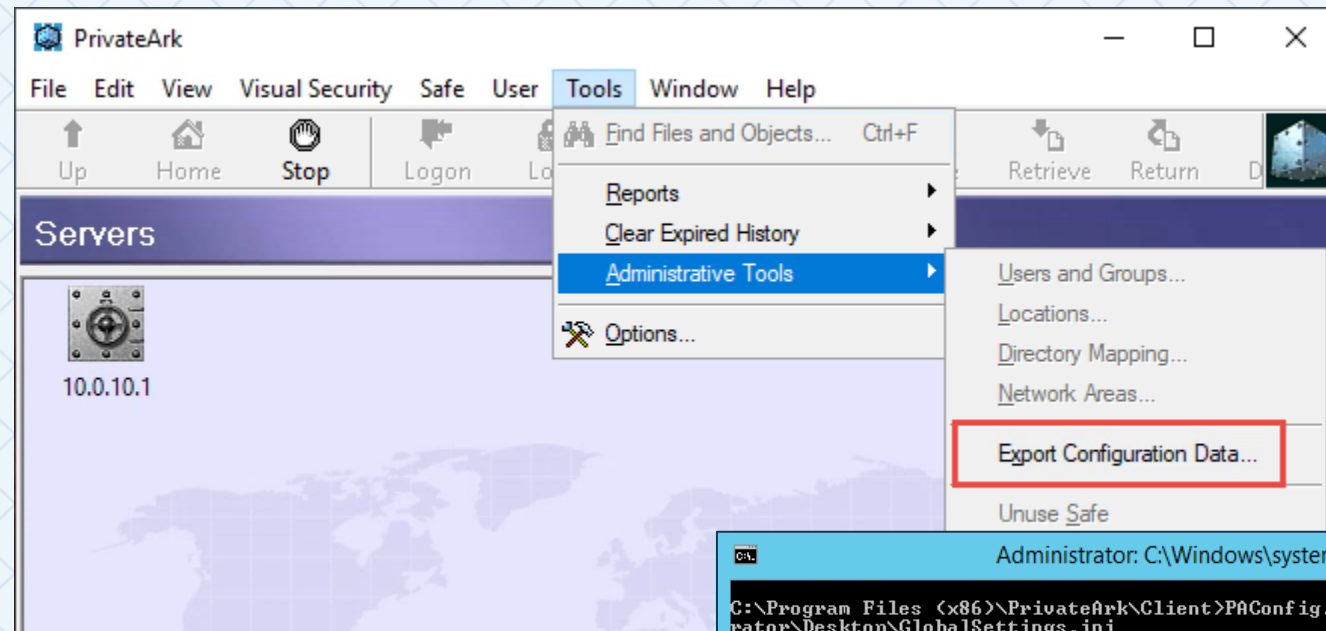 PrivateArk
File Edit View Visual Security Safe User Tools Window Help
Up Home Stop Logon Retrieve Return
Find Files and Objects... Ctrl+F
Reports
Clear Expired History
Administrative Tools
Options...
Servers
10.0.10.1
Users and Groups...
Locations...
Directory Mapping...
Network Areas...
Export Configuration Data...
Unuse Safe
Administrator: C:\Windows\system
C:\Program Files (x86)\PrivateArk\Client>PAConfig.
rator\Desktop\GlobalSettings.ini